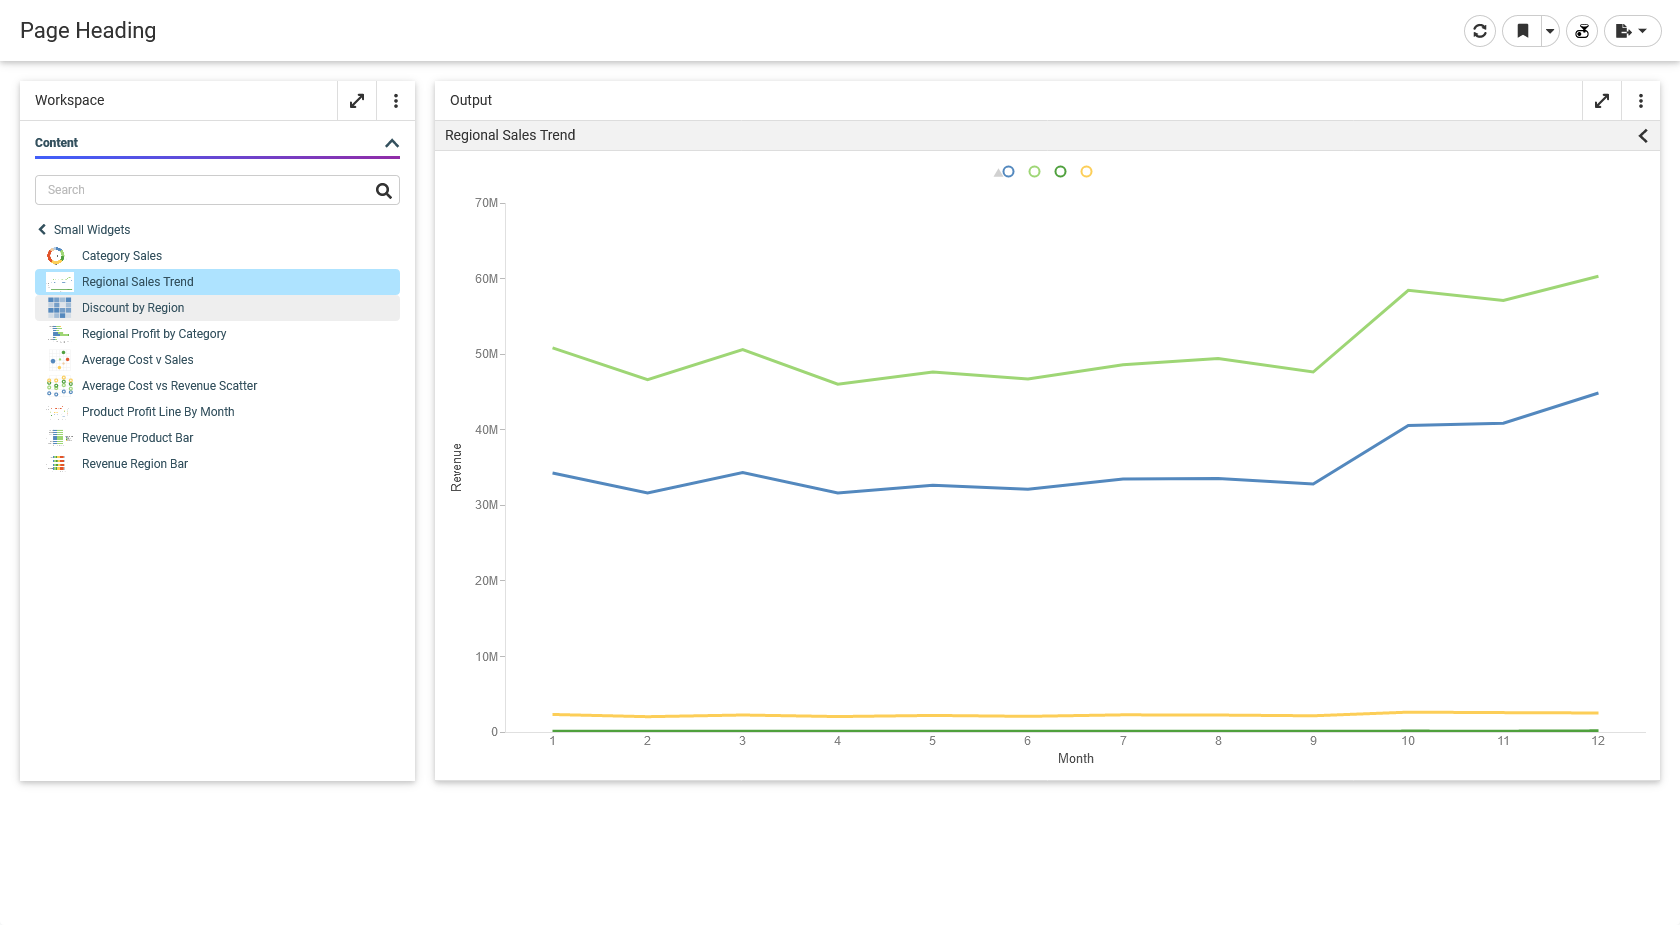 Page Heading
Workspace
Content
Search
Small Widgets
Category Sales
Regional Sales Trend
Discount by Region
Regional Profit by Category
Average Cost v Sales
Average Cost vs Revenue Scatter
Product Profit Line By Month
Revenue Product Bar
Revenue Region Bar
Output
Regional Sales Trend
70M
60M
50M
40M
30M
20M
10M
0
Revenue
1 2 3 4 5 6 7 8 9 10 11 12
Month